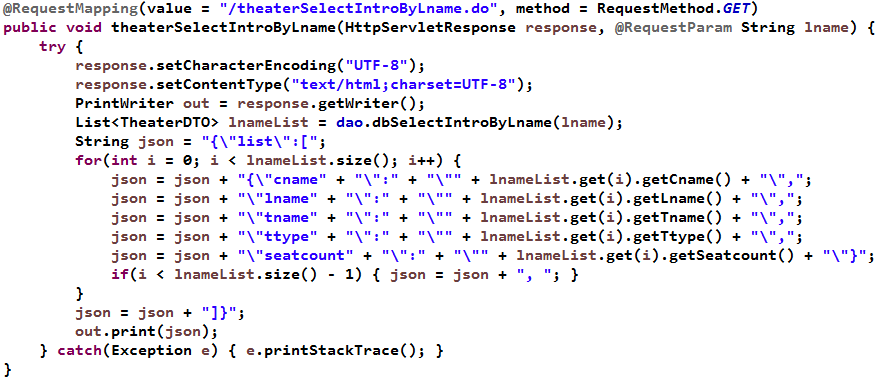 @RequestMapping(value = "/theaterSelectIntroByLname.do", method = RequestMethod.GET)
public void theaterSelectIntroByLname(HttpServletResponse response, @RequestParam String lname) {
    try {
        response.setCharacterEncoding("UTF-8");
        response.setContentType("text/html;charset=UTF-8");
        PrintWriter out = response.getWriter();
        List<TheaterDTO> lnameList = dao.dbSelectIntroByLname(lname);
        String json = "{\"list\":[";
        for(int i = 0; i < lnameList.size(); i++) {
            json = json + "{\"cname" + "\":" + "\"" + lnameList.get(i).getCname() + "\",";
            json = json + "\"lname" + "\":" + "\"" + lnameList.get(i).getLname() + "\",";
            json = json + "\"tname" + "\":" + "\"" + lnameList.get(i).getTname() + "\",";
            json = json + "\"ttype" + "\":" + "\"" + lnameList.get(i).getTtype() + "\",";
            json = json + "\"seatcount" + "\":" + "\"" + lnameList.get(i).getSeatcount() + "\"}";
            if(i < lnameList.size() - 1) { json = json + ", "; }
        }
        json = json + "]}";
        out.print(json);
    } catch(Exception e) { e.printStackTrace(); }
}